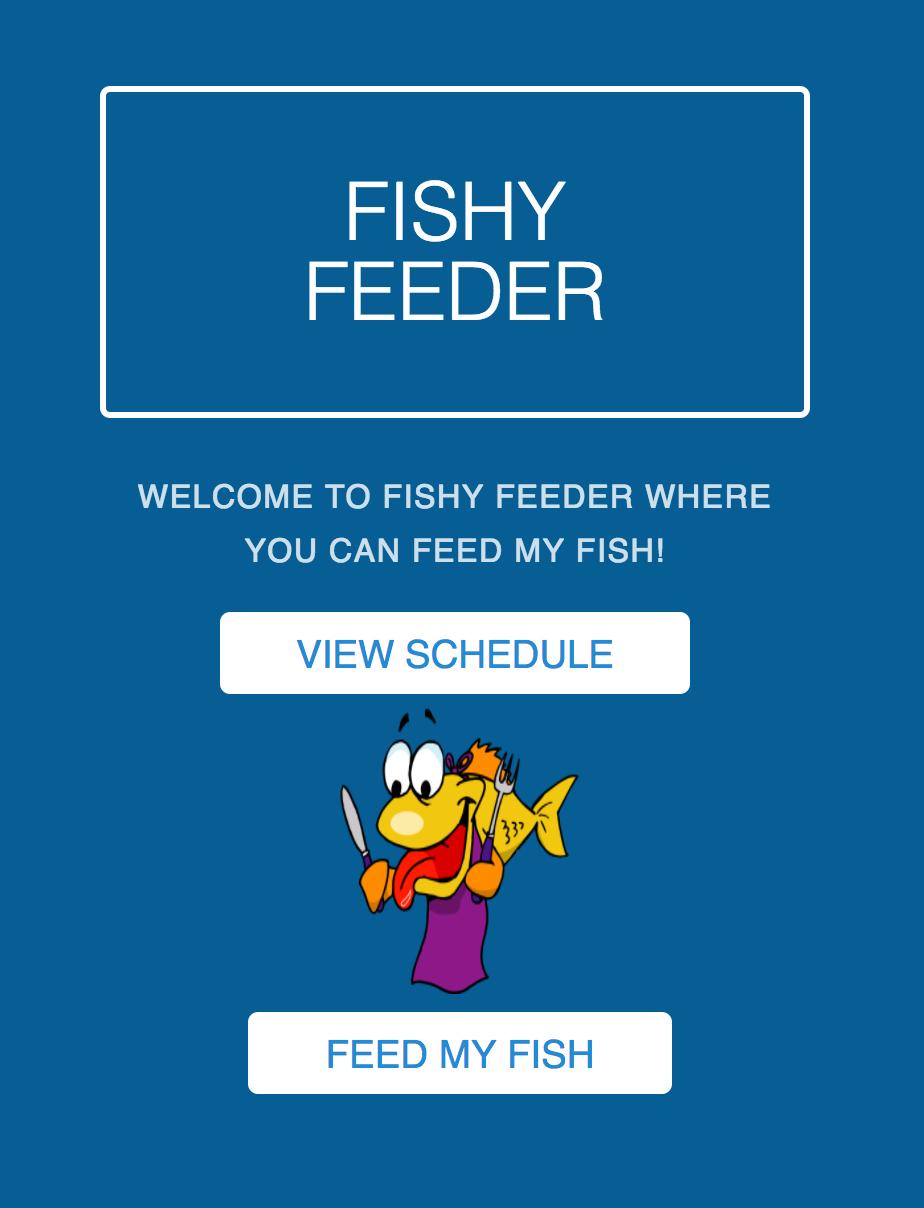 FISHY
FEEDER
WELCOME TO FISHY FEEDER WHERE
YOU CAN FEED MY FISH!
VIEW SCHEDULE
FEED MY FISH